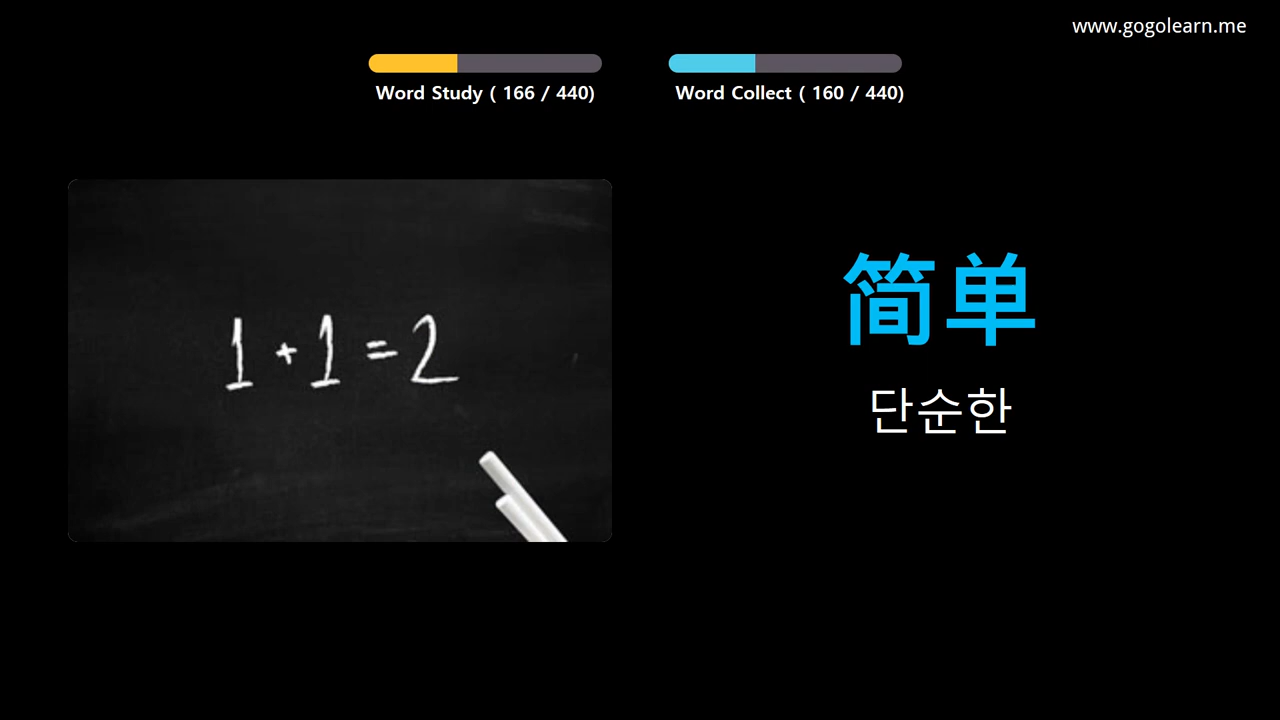 www.gogolearn.me
Word Study ( 166 / 440)
Word Collect ( 160 / 440)
1 + 1 = 2
简单
단순한